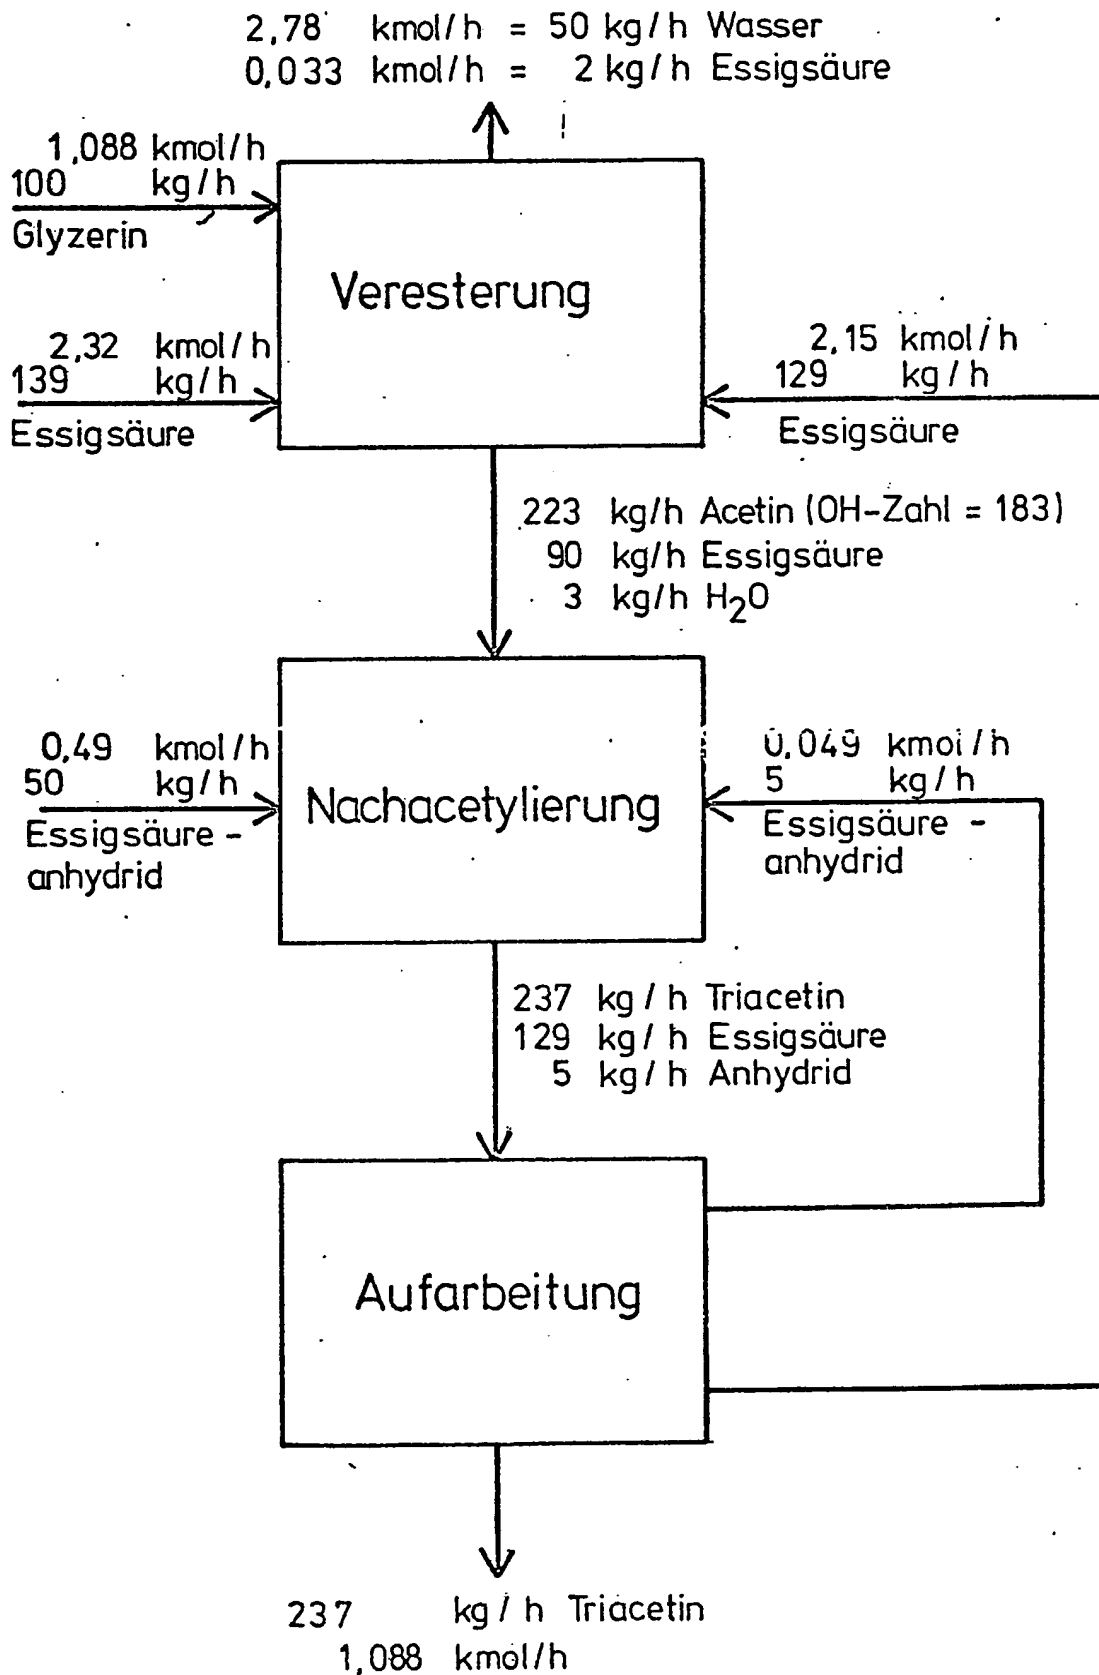 2,78 kmol/h = 50 kg/h Wasser
0,033 kmol/h = 2 kg/h Essigsäure
1,088 kmol/h
100 kg/h
Glyzerin
Veresterung
2,32 kmol/h
139 kg/h
Essigsäure
2,15 kmol/h
129 kg/h
Essigsäure
223 kg/h Acetin (OH-Zahl = 183)
90 kg/h Essigsäure
3 kg/h H₂O
0,49 kmol/h
50 kg/h
Essigsäure-
anhydrid
Nachacetylierung
0,049 kmol/h
5 kg/h
Essigsäure-
anhydrid
237 kg/h Triacetin
129 kg/h Essigsäure
5 kg/h Anhydrid
Aufarbeitung
237 kg/h Triacetin
1,088 kmol/h